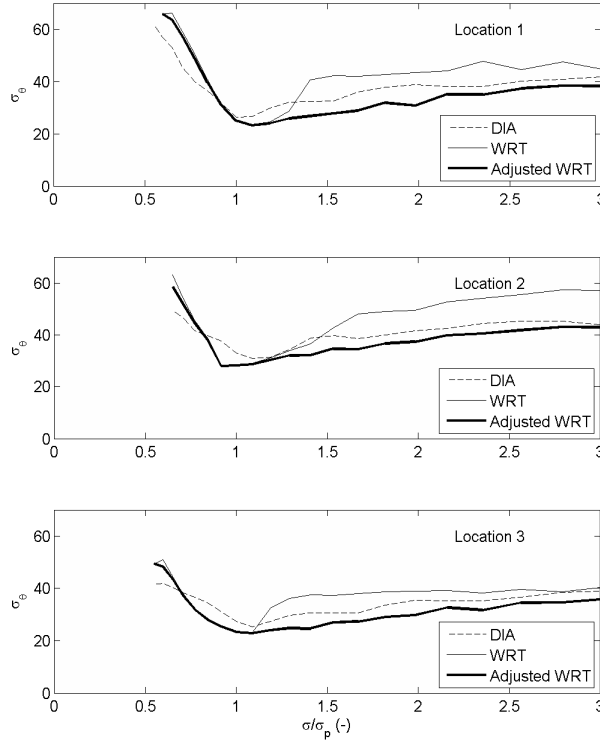 60
40
20
0
σθ
Location 1
DIA
WRT
Adjusted WRT
0 0.5 1 1.5 2 2.5 3
60
40
20
0
σθ
Location 2
DIA
WRT
Adjusted WRT
0 0.5 1 1.5 2 2.5 3
60
40
20
0
σθ
Location 3
DIA
WRT
Adjusted WRT
0 0.5 1 1.5 2 2.5 3
σ/σp (-)